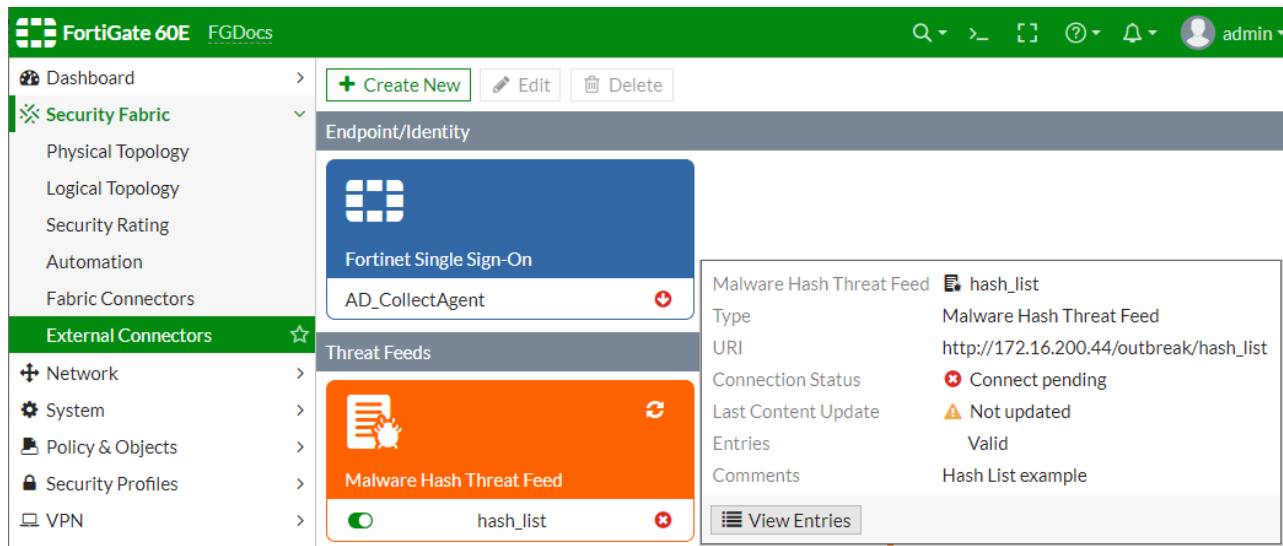 FortiGate 60E FGDocs
admin
Dashboard
Security Fabric
Physical Topology
Logical Topology
Security Rating
Automation
Fabric Connectors
External Connectors
Network
System
Policy & Objects
Security Profiles
VPN
Create New Edit Delete
Endpoint/Identity
Fortinet Single Sign-On
AD_CollectAgent
Threat Feeds
Malware Hash Threat Feed
hash_list
Malware Hash Threat Feed hash_list
Type Malware Hash Threat Feed
URI http://172.16.200.44/outbreak/hash_list
Connection Status Connect pending
Last Content Update Not updated
Entries Valid
Comments Hash List example
View Entries